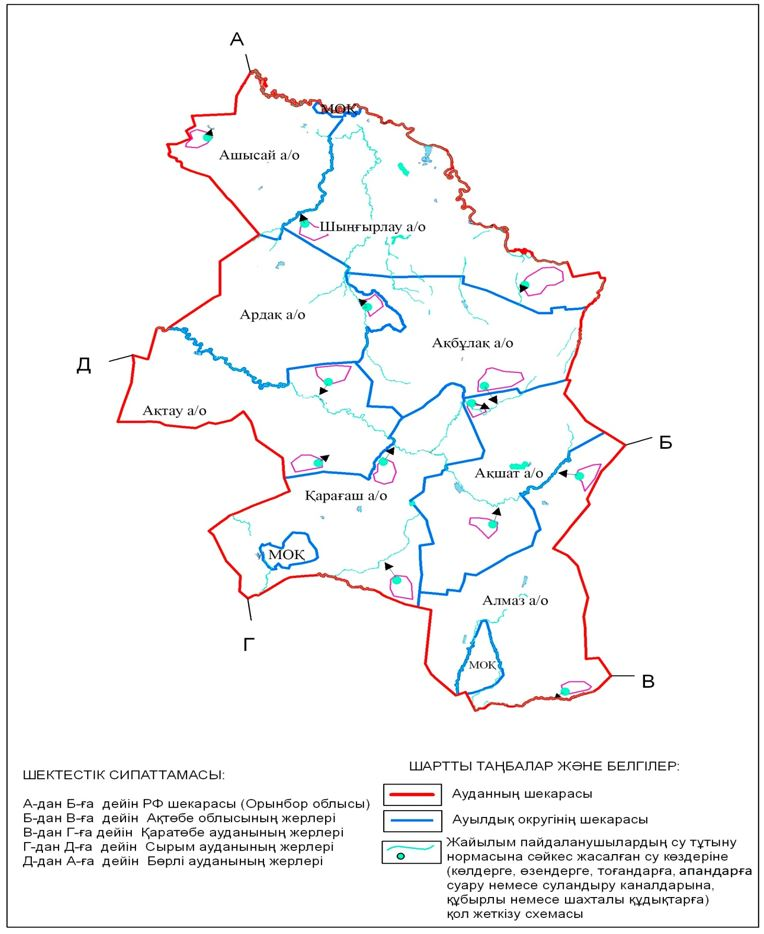 А
МОҚ
Ашысай а/о
Шыңғырлау а/о
Ардақ а/о
Ақбұлақ а/о
Д
Ақтау а/о
Б
Ақшат а/о
Қарағаш а/о
МОҚ
Алмаз а/о
Г
МОҚ
В
ШЕКТЕСТІК СИПАТТАМАСЫ:
А-дан Б-ға дейін РФ шекарасы (Орынбор облысы)
Б-дан В-ға дейін Ақтөбе облысының жерлері
В-дан Г-ға дейін Қаратөбе ауданының жерлері
Г-дан Д-ға дейін Сырым ауданының жерлері
Д-дан А-ға дейін Бөрлі ауданының жерлері
ШАРТТЫ ТАҢБАЛАР ЖӘНЕ БЕЛГІЛЕР:
Ауданның шекарасы
Ауылдық округінің шекарасы
Жайылым пайдаланушылардың су тұтыну
нормасына сәйкес жасалған су көздеріне
(көлдерге, өзендерге, тоғандарға, апандарға
суару немесе суландыру каналдарына,
құбырлы немесе шахталы құдықтарға)
қол жеткізу схемасы